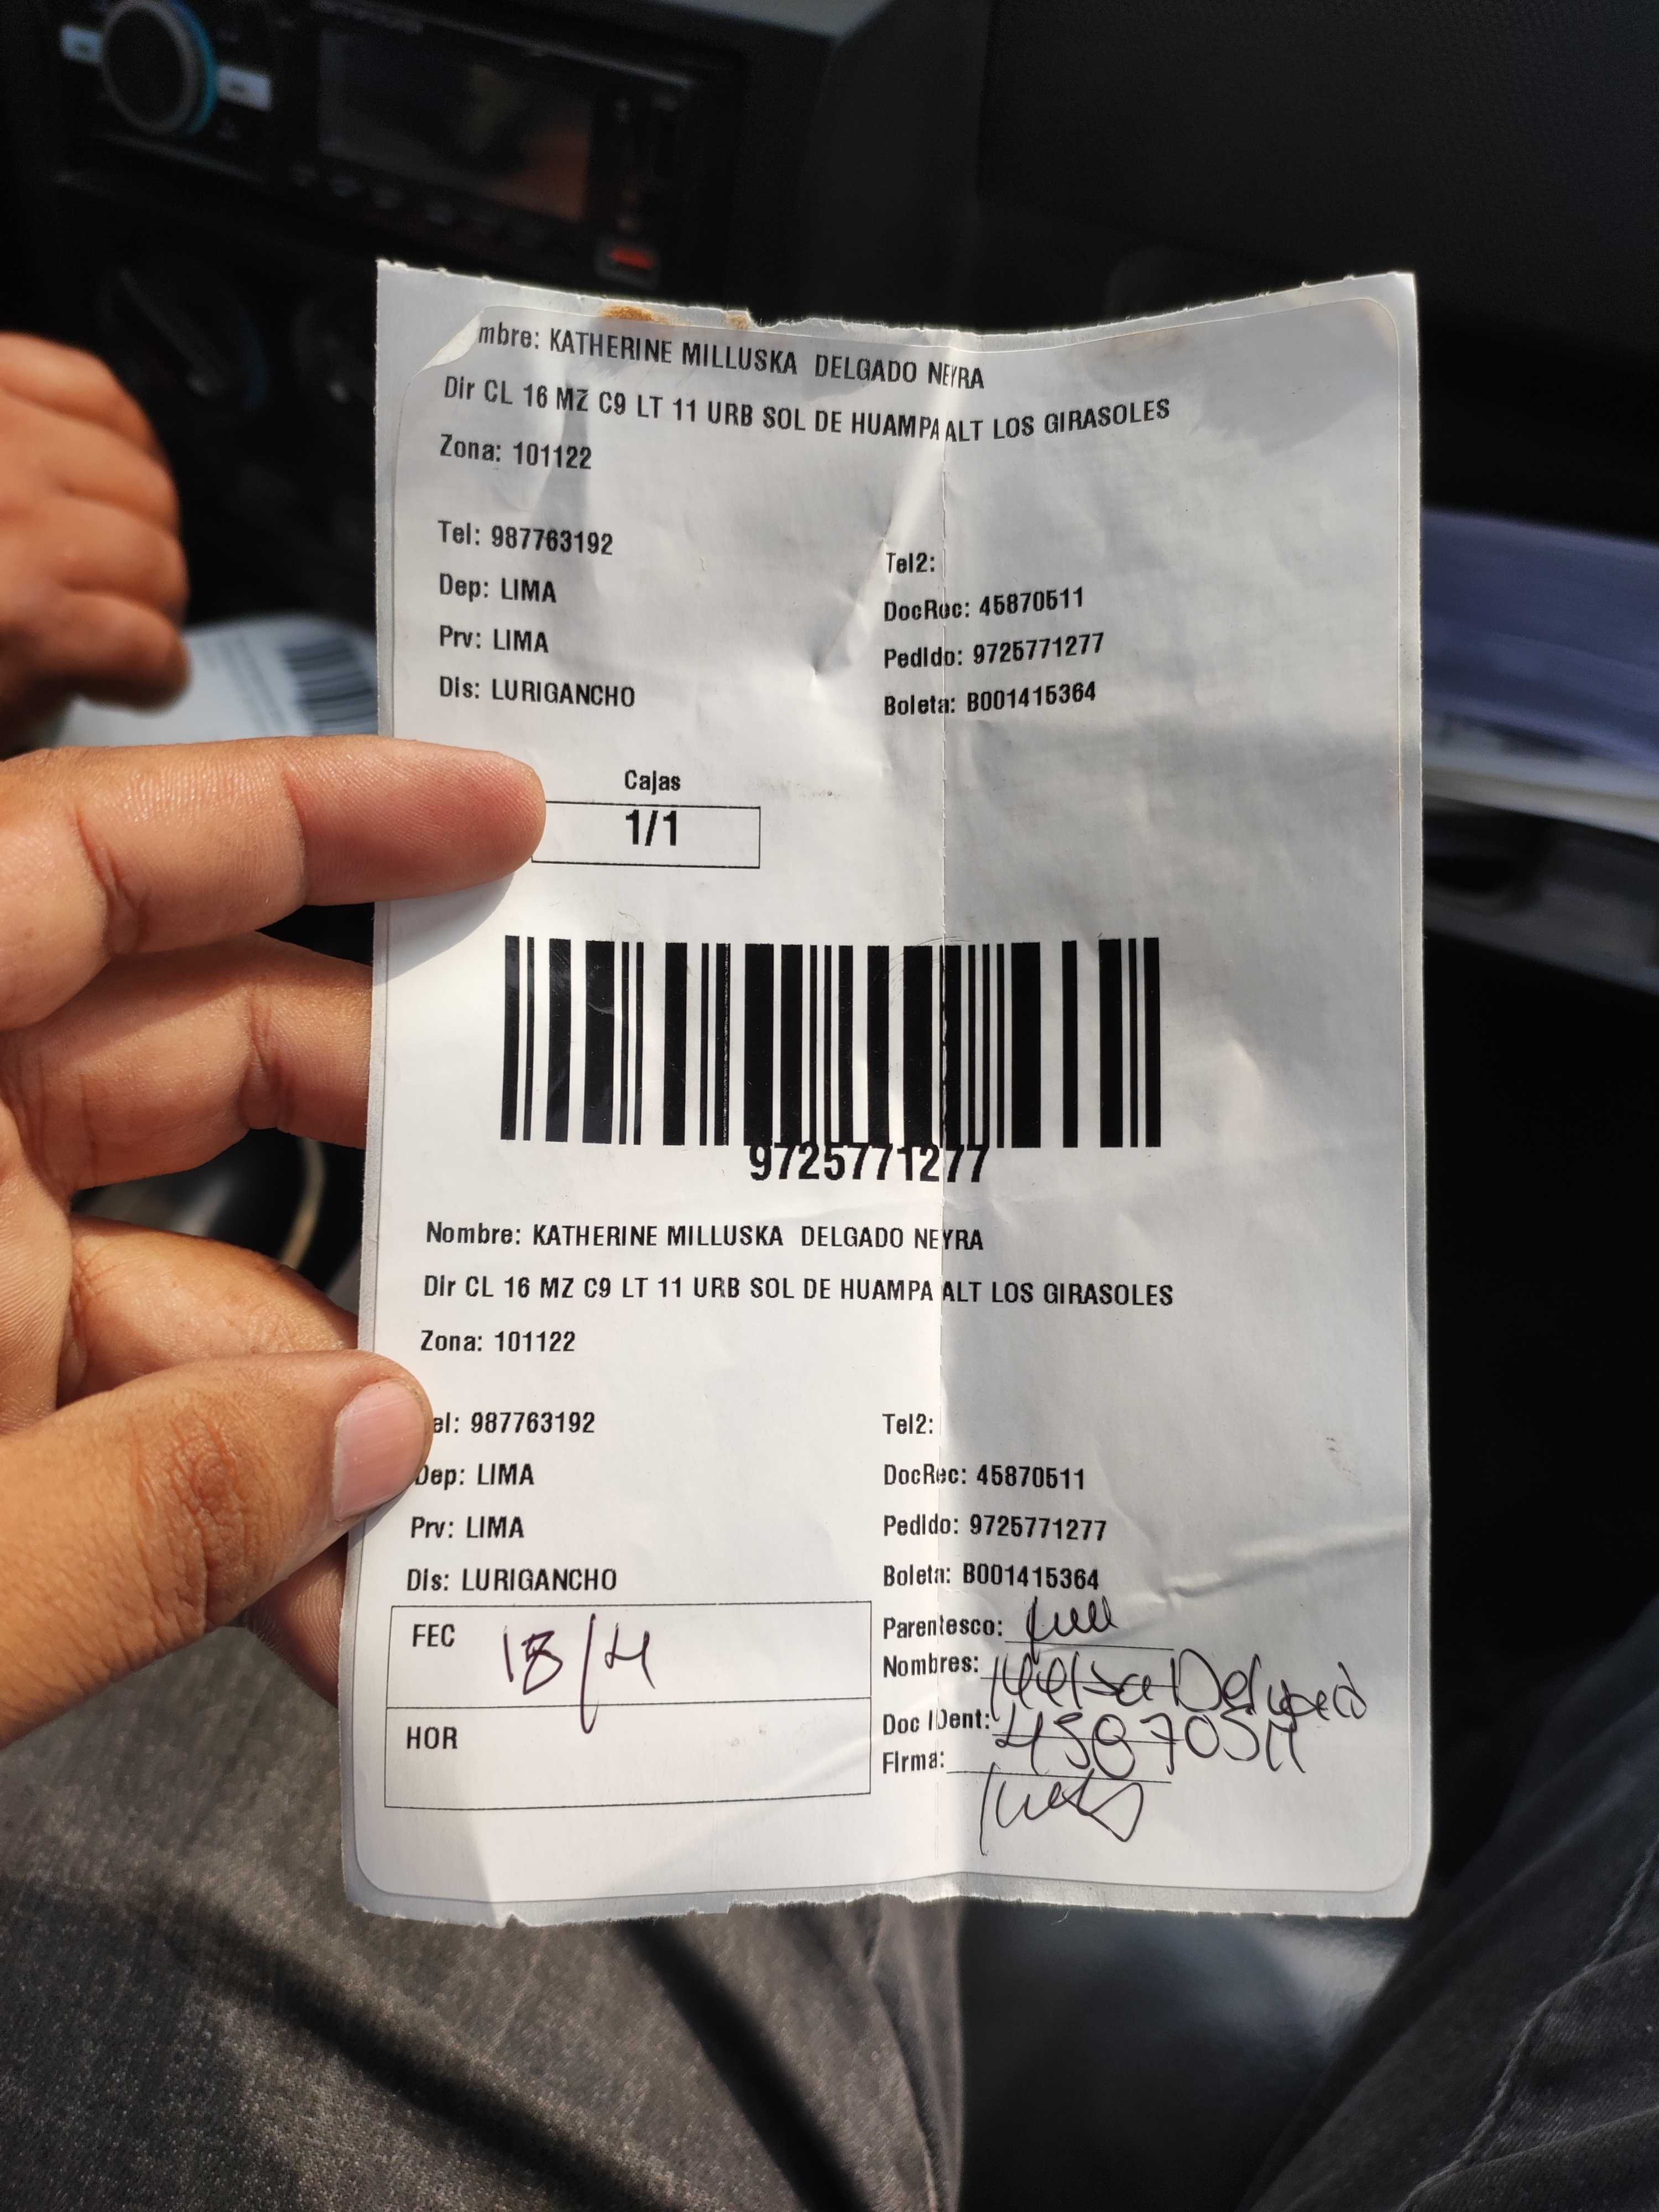 mbre: KATHERINE MILLUSKA DELGADO NEYRA
Dir CL 16 MZ C9 LT 11 URB SOL DE HUAMPA ALT LOS GIRASOLES
Zona: 101122
Tel: 987763192
Tel2:
Dep: LIMA
DocRec: 45870511
Prv: LIMA
Pedido: 9725771277
Dis: LURIGANCHO
Boleta: B001415364
Cajas
1/1
9725771277
Nombre: KATHERINE MILLUSKA DELGADO NEYRA
Dir CL 16 MZ C9 LT 11 URB SOL DE HUAMPA ALT LOS GIRASOLES
Zona: 101122
el: 987763192
Tel2:
Dep: LIMA
DocRec: 45870511
Prv: LIMA
Pedido: 9725771277
Dis: LURIGANCHO
Boleta: B001415364
FEC 18/4
HOR
Parentesco:
Nombres: Delgado
Doc IDent: 45870511
Firma: